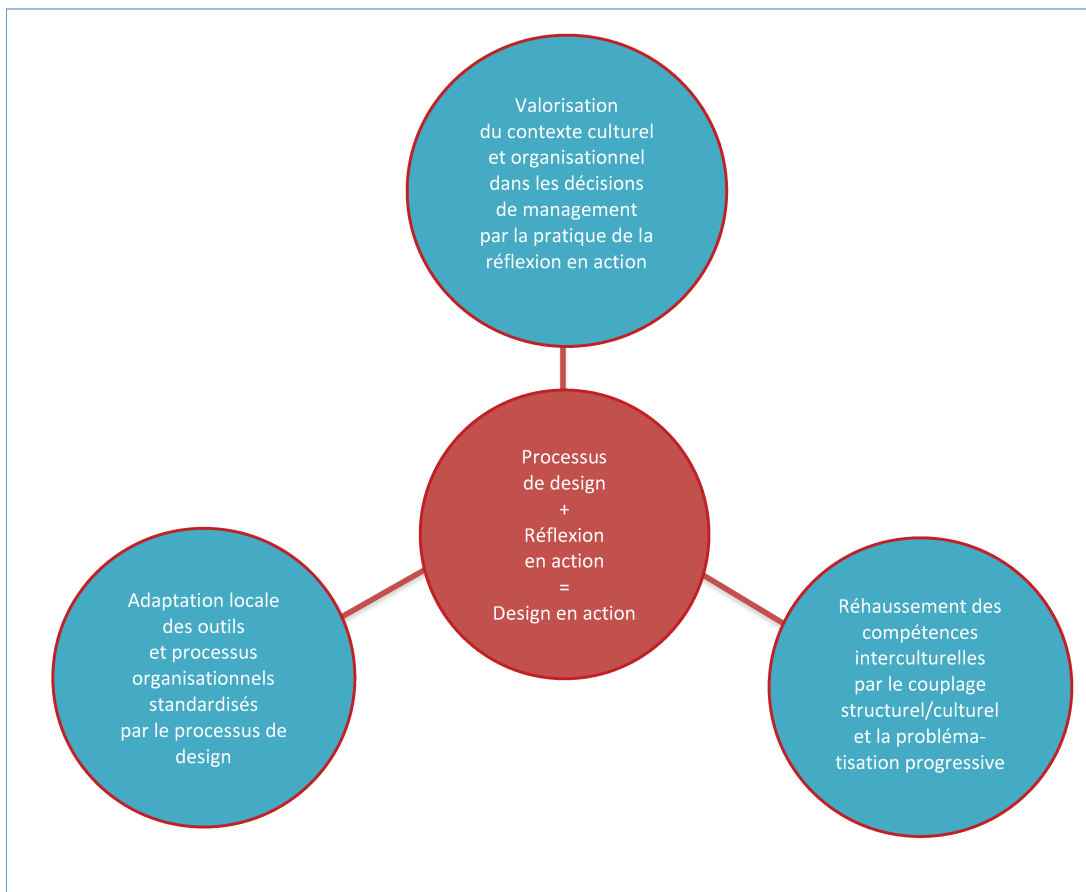 Valorisation
du contexte culturel
et organisationnel
dans les décisions
de management
par la pratique de la
réflexion en action
Processus
de design
+
Réflexion
en action
=
Design en action
Adaptation locale
des outils
et processus
organisationnels
standardisés
par le processus de
design
Réhaussement des
compétences
interculturelles
par le couplage
structurel/culturel
et la probléma-
tisation progressive